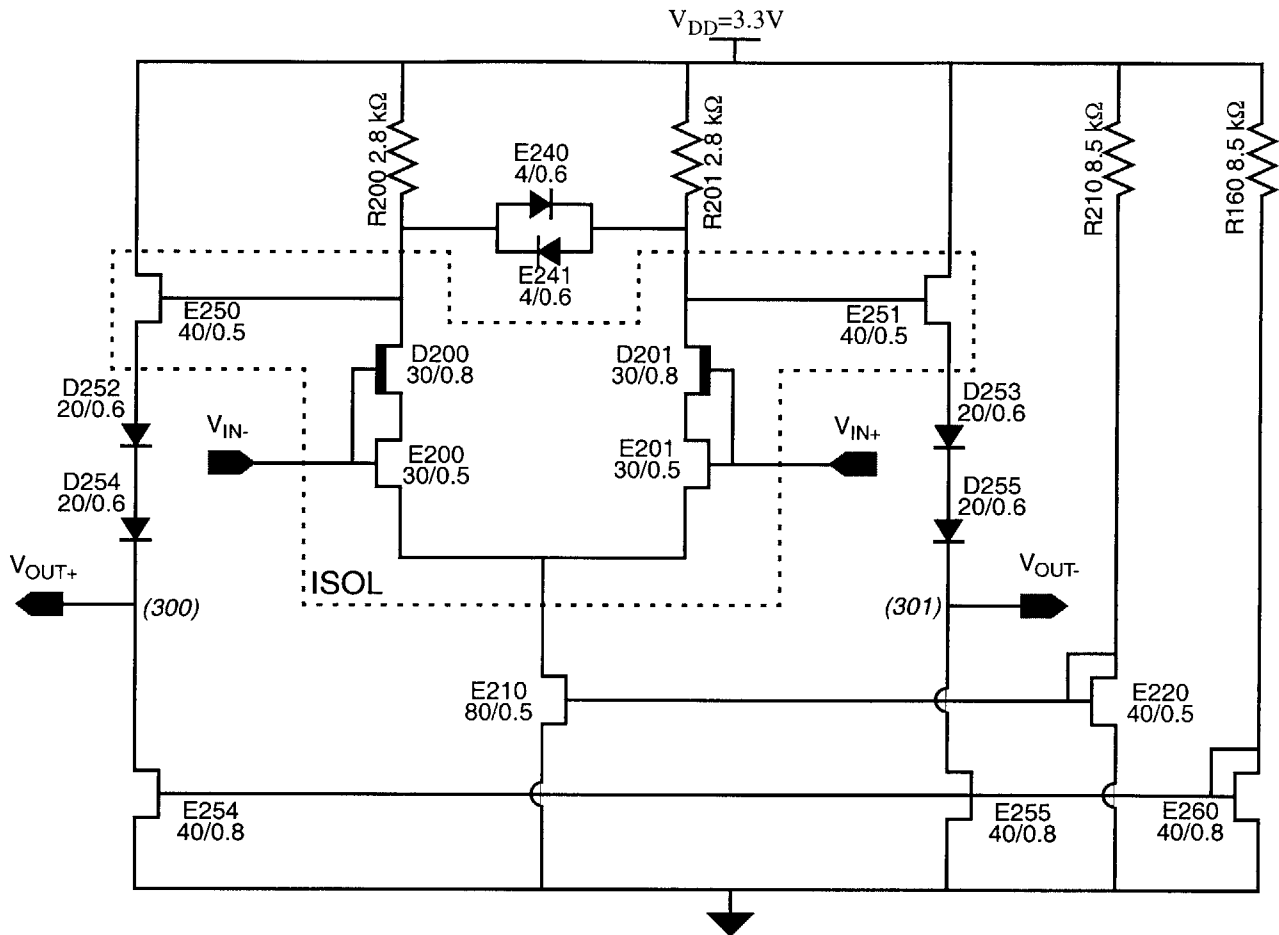 V_DD=3.3V
R200 2.8 kΩ
R201 2.8 kΩ
R210 8.5 kΩ
R160 8.5 kΩ
E240
4/0.6
E241
4/0.6
E250
40/0.5
E251
40/0.5
D200
30/0.8
D201
30/0.8
D252
20/0.6
D253
20/0.6
V_IN-
V_IN+
E200
30/0.5
E201
30/0.5
D254
20/0.6
D255
20/0.6
V_OUT+
(300)
ISOL
(301)
V_OUT-
E210
80/0.5
E220
40/0.5
E254
40/0.8
E255
40/0.8
E260
40/0.8